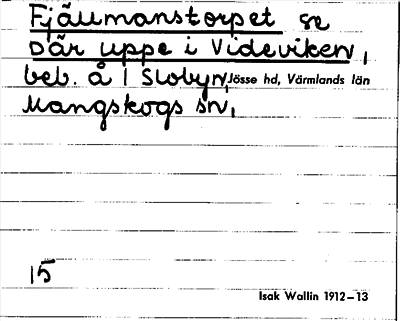 Fjällmanstorpet se
Där uppe i Videviken,
beb. å 1 Slobyn, Jösse hd, Värmlands län
Mangskogs sn,
15
Isak Wallin 1912–13